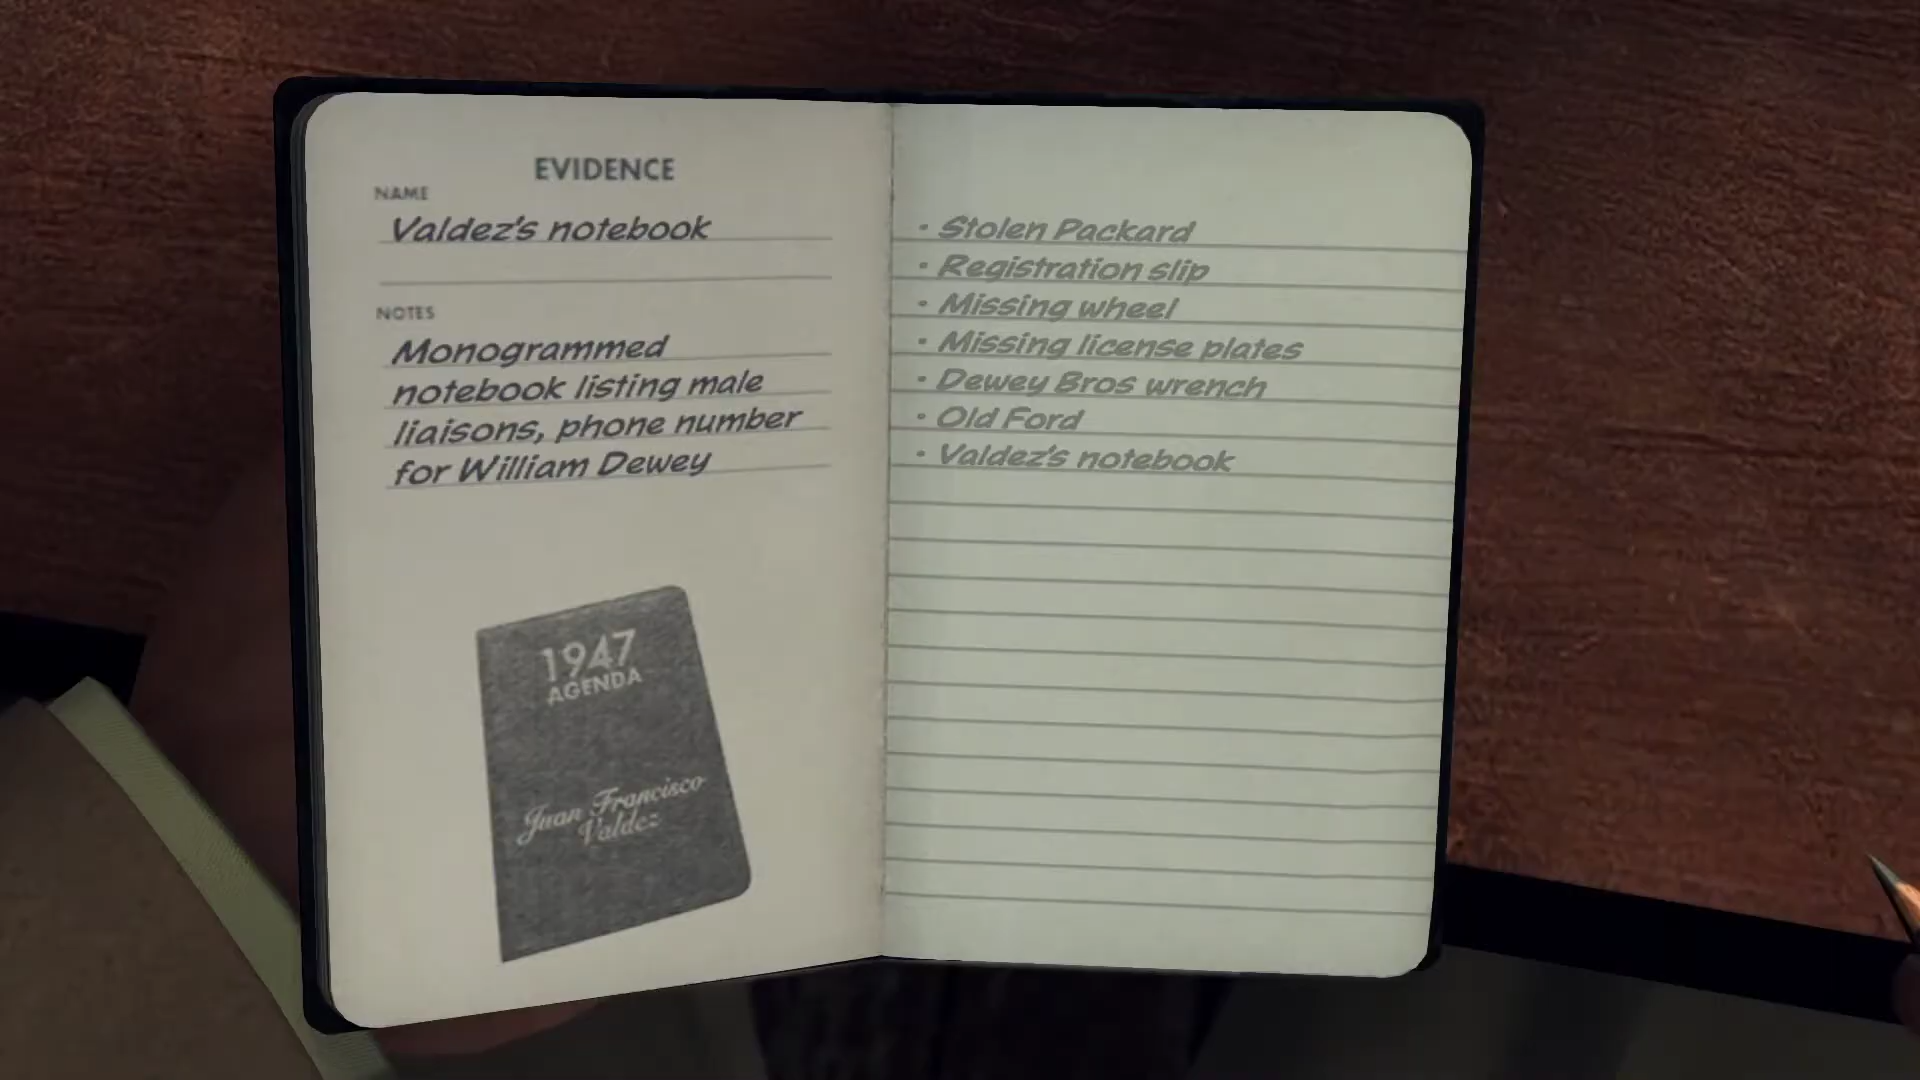 EVIDENCE
NAME
Valdez's notebook
NOTES
Monogrammed
notebook listing male
liaisons, phone number
for William Dewey
1947
AGENDA
Juan Francisco
Valdez
• Stolen Packard
• Registration slip
• Missing wheel
• Missing license plates
• Dewey Bros wrench
• Old Ford
• Valdez's notebook